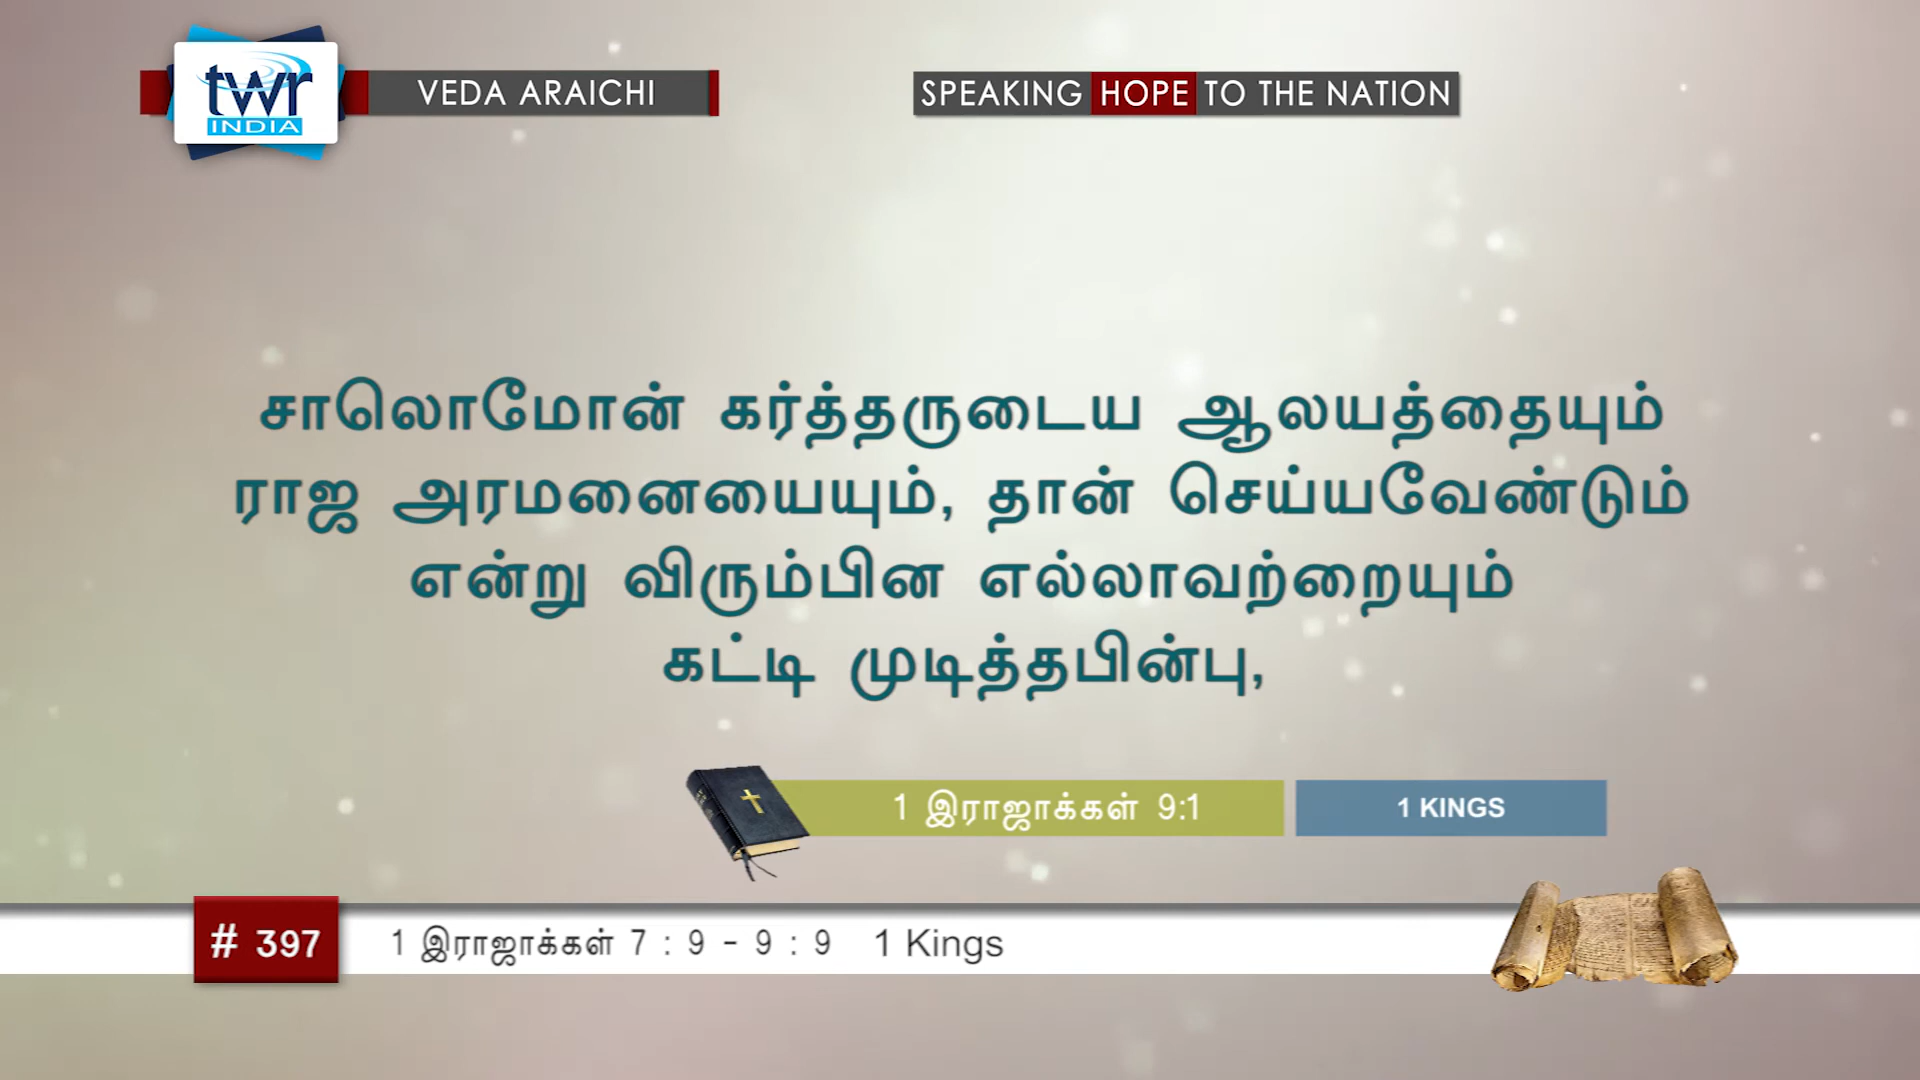 twr
INDIA
VEDA ARAICHI
SPEAKING HOPE TO THE NATION
சாலொமோன் கர்த்தருடைய ஆலயத்தையும்
ராஜ அரமனையையும், தான் செய்யவேண்டும்
என்று விரும்பின எல்லாவற்றையும்
கட்டி முடித்தபின்பு,
1 இராஜாக்கள் 9:1
1 KINGS
# 397
1 இராஜாக்கள் 7 : 9 - 9 : 9 1 Kings